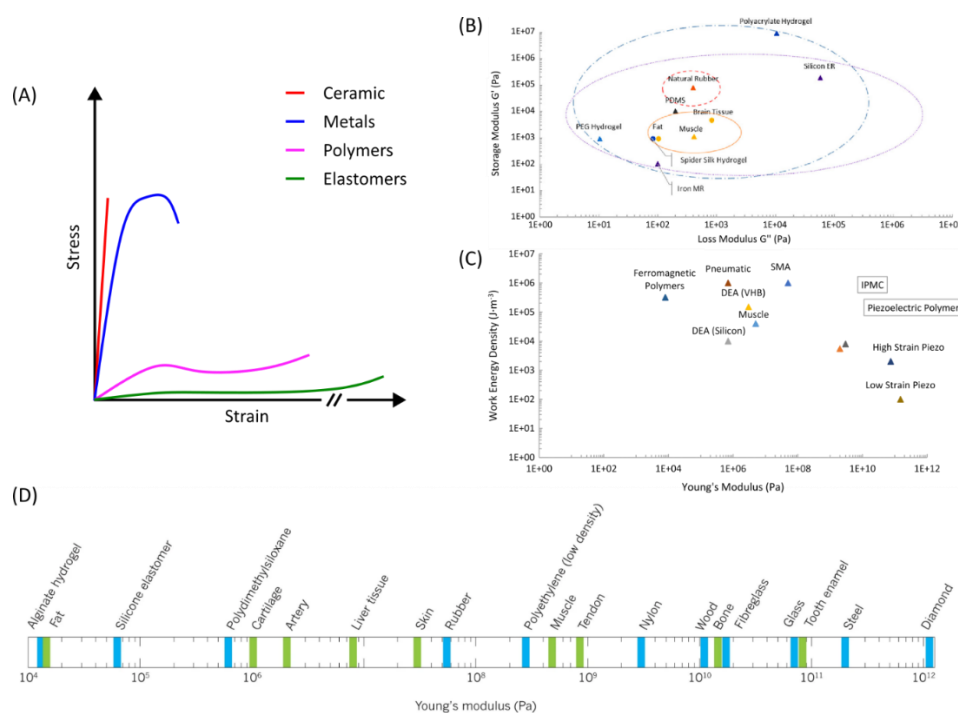 (A)
Ceramic
Metals
Polymers
Elastomers
Stress
Strain
(B)
Storage Modulus G' (Pa)
1E+07
1E+06
1E+05
1E+04
1E+03
1E+02
1E+01
1E+00
Polyacrylate Hydrogel
Silicon ER
Natural Rubber
PDMS
Brain Tissue
PEG Hydrogel
Fat
Muscle
Spider Silk Hydrogel
Iron MR
1E+00 1E+01 1E+02 1E+03 1E+04 1E+05 1E+06
Loss Modulus G'' (Pa)
(C)
Work Energy Density (J·m-3)
1E+07
1E+06
1E+05
1E+04
1E+03
1E+02
1E+01
1E+00
Ferromagnetic
Polymers
Pneumatic
SMA
DEA (VHB)
Muscle
DEA (Silicon)
IPMC
Piezoelectric Polymer
High Strain Piezo
Low Strain Piezo
1E+00 1E+02 1E+04 1E+06 1E+08 1E+10 1E+12
Young's Modulus (Pa)
(D)
Alginate hydrogel
Fat
Silicone elastomer
Polydimethylsiloxane
Cartilage
Artery
Liver tissue
Skin
Rubber
Polyethylene (low density)
Muscle
Tendon
Nylon
Wood
Bone
Fibreglass
Glass
Tooth enamel
Steel
Diamond
10⁴ 10⁵ 10⁶ 10⁷ 10⁸ 10⁹ 10¹⁰ 10¹¹ 10¹²
Young's modulus (Pa)